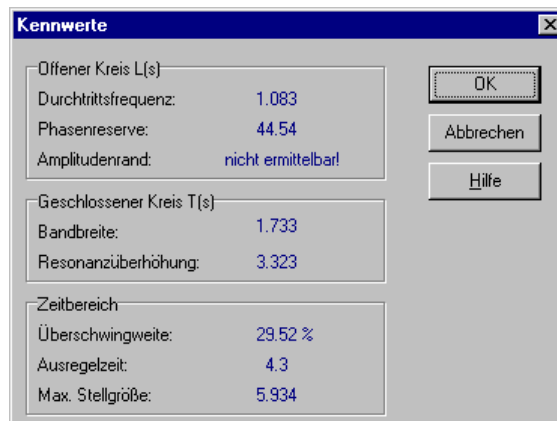 Kennwerte
Offener Kreis L(s)
Durchtrittsfrequenz: 1.083
Phasenreserve: 44.54
Amplitudenrand: nicht ermittelbar!
Geschlossener Kreis T(s)
Bandbreite: 1.733
Resonanzüberhöhung: 3.323
Zeitbereich
Überschwingweite: 29.52 %
Ausregelzeit: 4.3
Max. Stellgröße: 5.934
OK
Abbrechen
Hilfe